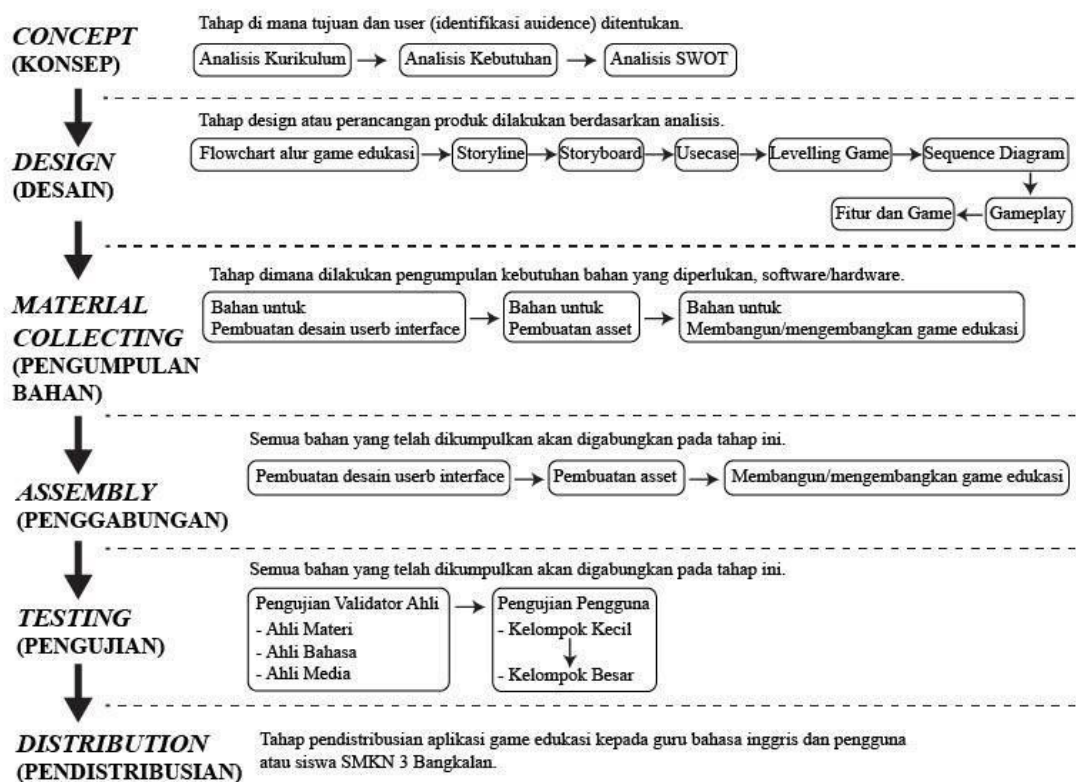 CONCEPT
(KONSEP)
Tahap di mana tujuan dan user (identifikasi auidence) ditentukan.
Analisis Kurikulum
Analisis Kebutuhan
Analisis SWOT
DESIGN
(DESAIN)
Tahap design atau perancangan produk dilakukan berdasarkan analisis.
Flowchart alur game edukasi
Storyline
Storyboard
Usecase
Levelling Game
Sequence Diagram
Gameplay
Fitur dan Game
MATERIAL
COLLECTING
(PENGUMPULAN
BAHAN)
Tahap dimana dilakukan pengumpulan kebutuhan bahan yang diperlukan, software/hardware.
Bahan untuk
Pembuatan desain userb interface
Bahan untuk
Pembuatan asset
Bahan untuk
Membangun/mengembangkan game edukasi
ASSEMBLY
(PENGGABUNGAN)
Semua bahan yang telah dikumpulkan akan digabungkan pada tahap ini.
Pembuatan desain userb interface
Pembuatan asset
Membangun/mengembangkan game edukasi
TESTING
(PENGUJIAN)
Semua bahan yang telah dikumpulkan akan digabungkan pada tahap ini.
Pengujian Validator Ahli
- Ahli Materi
- Ahli Bahasa
- Ahli Media
Pengujian Pengguna
- Kelompok Kecil
- Kelompok Besar
DISTRIBUTION
(PENDISTRIBUSIAN)
Tahap pendistribusian aplikasi game edukasi kepada guru bahasa inggris dan pengguna
atau siswa SMKN 3 Bangkalan.